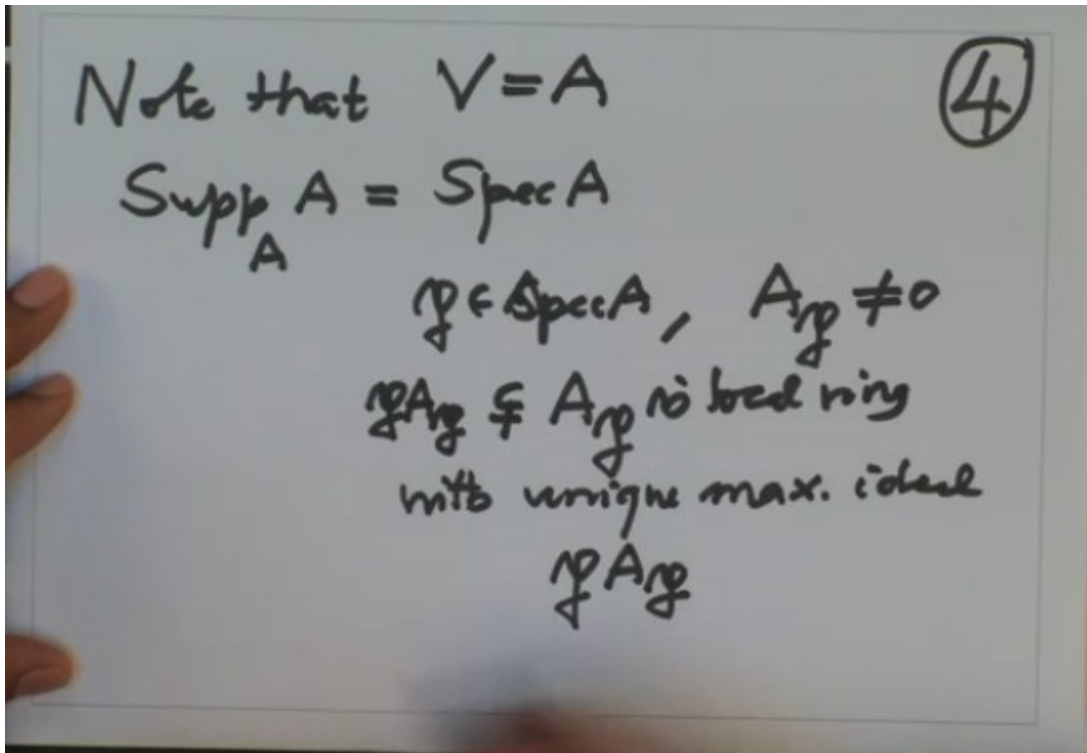 Note that V = A
④
Supp_A A = Spec A
𝔭 ∈ Spec A, A_𝔭 ≠ 0
𝔭A_𝔭 ⊊ A_𝔭 is local ring
with unique max. ideal
𝔭A_𝔭